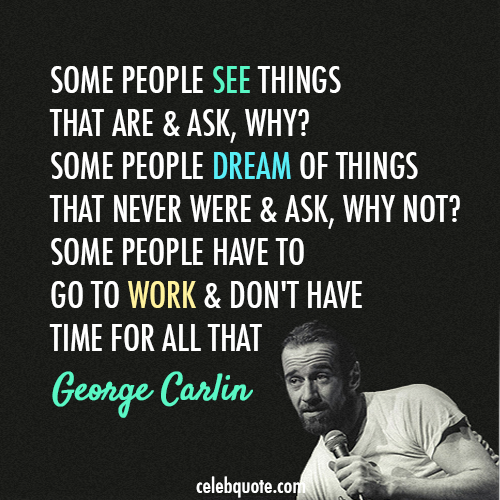 SOME PEOPLE SEE THINGS
THAT ARE & ASK, WHY?
SOME PEOPLE DREAM OF THINGS
THAT NEVER WERE & ASK, WHY NOT?
SOME PEOPLE HAVE TO
GO TO WORK & DON'T HAVE
TIME FOR ALL THAT
George Carlin
celebquote.com